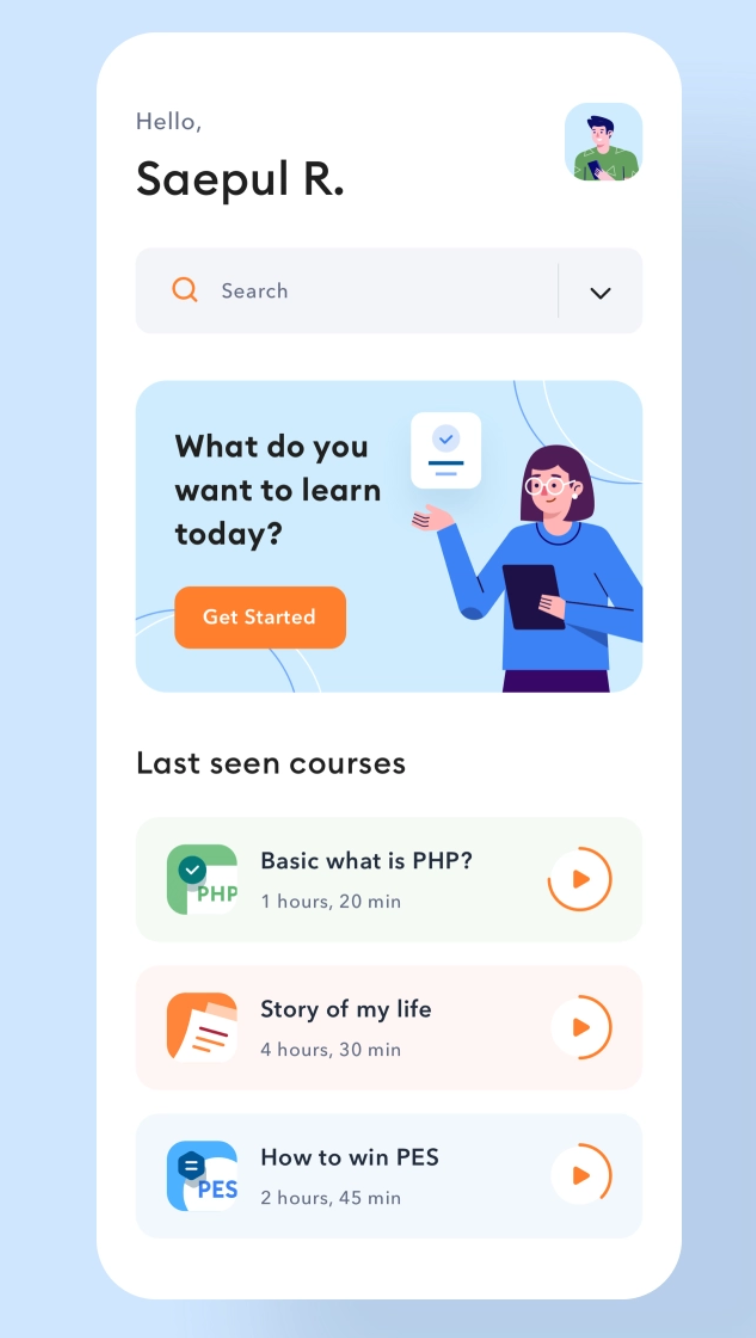 Hello,
Saepul R.
Search
What do you
want to learn
today?
Get Started
Last seen courses
PHP
Basic what is PHP?
1 hours, 20 min
Story of my life
4 hours, 30 min
PES
How to win PES
2 hours, 45 min